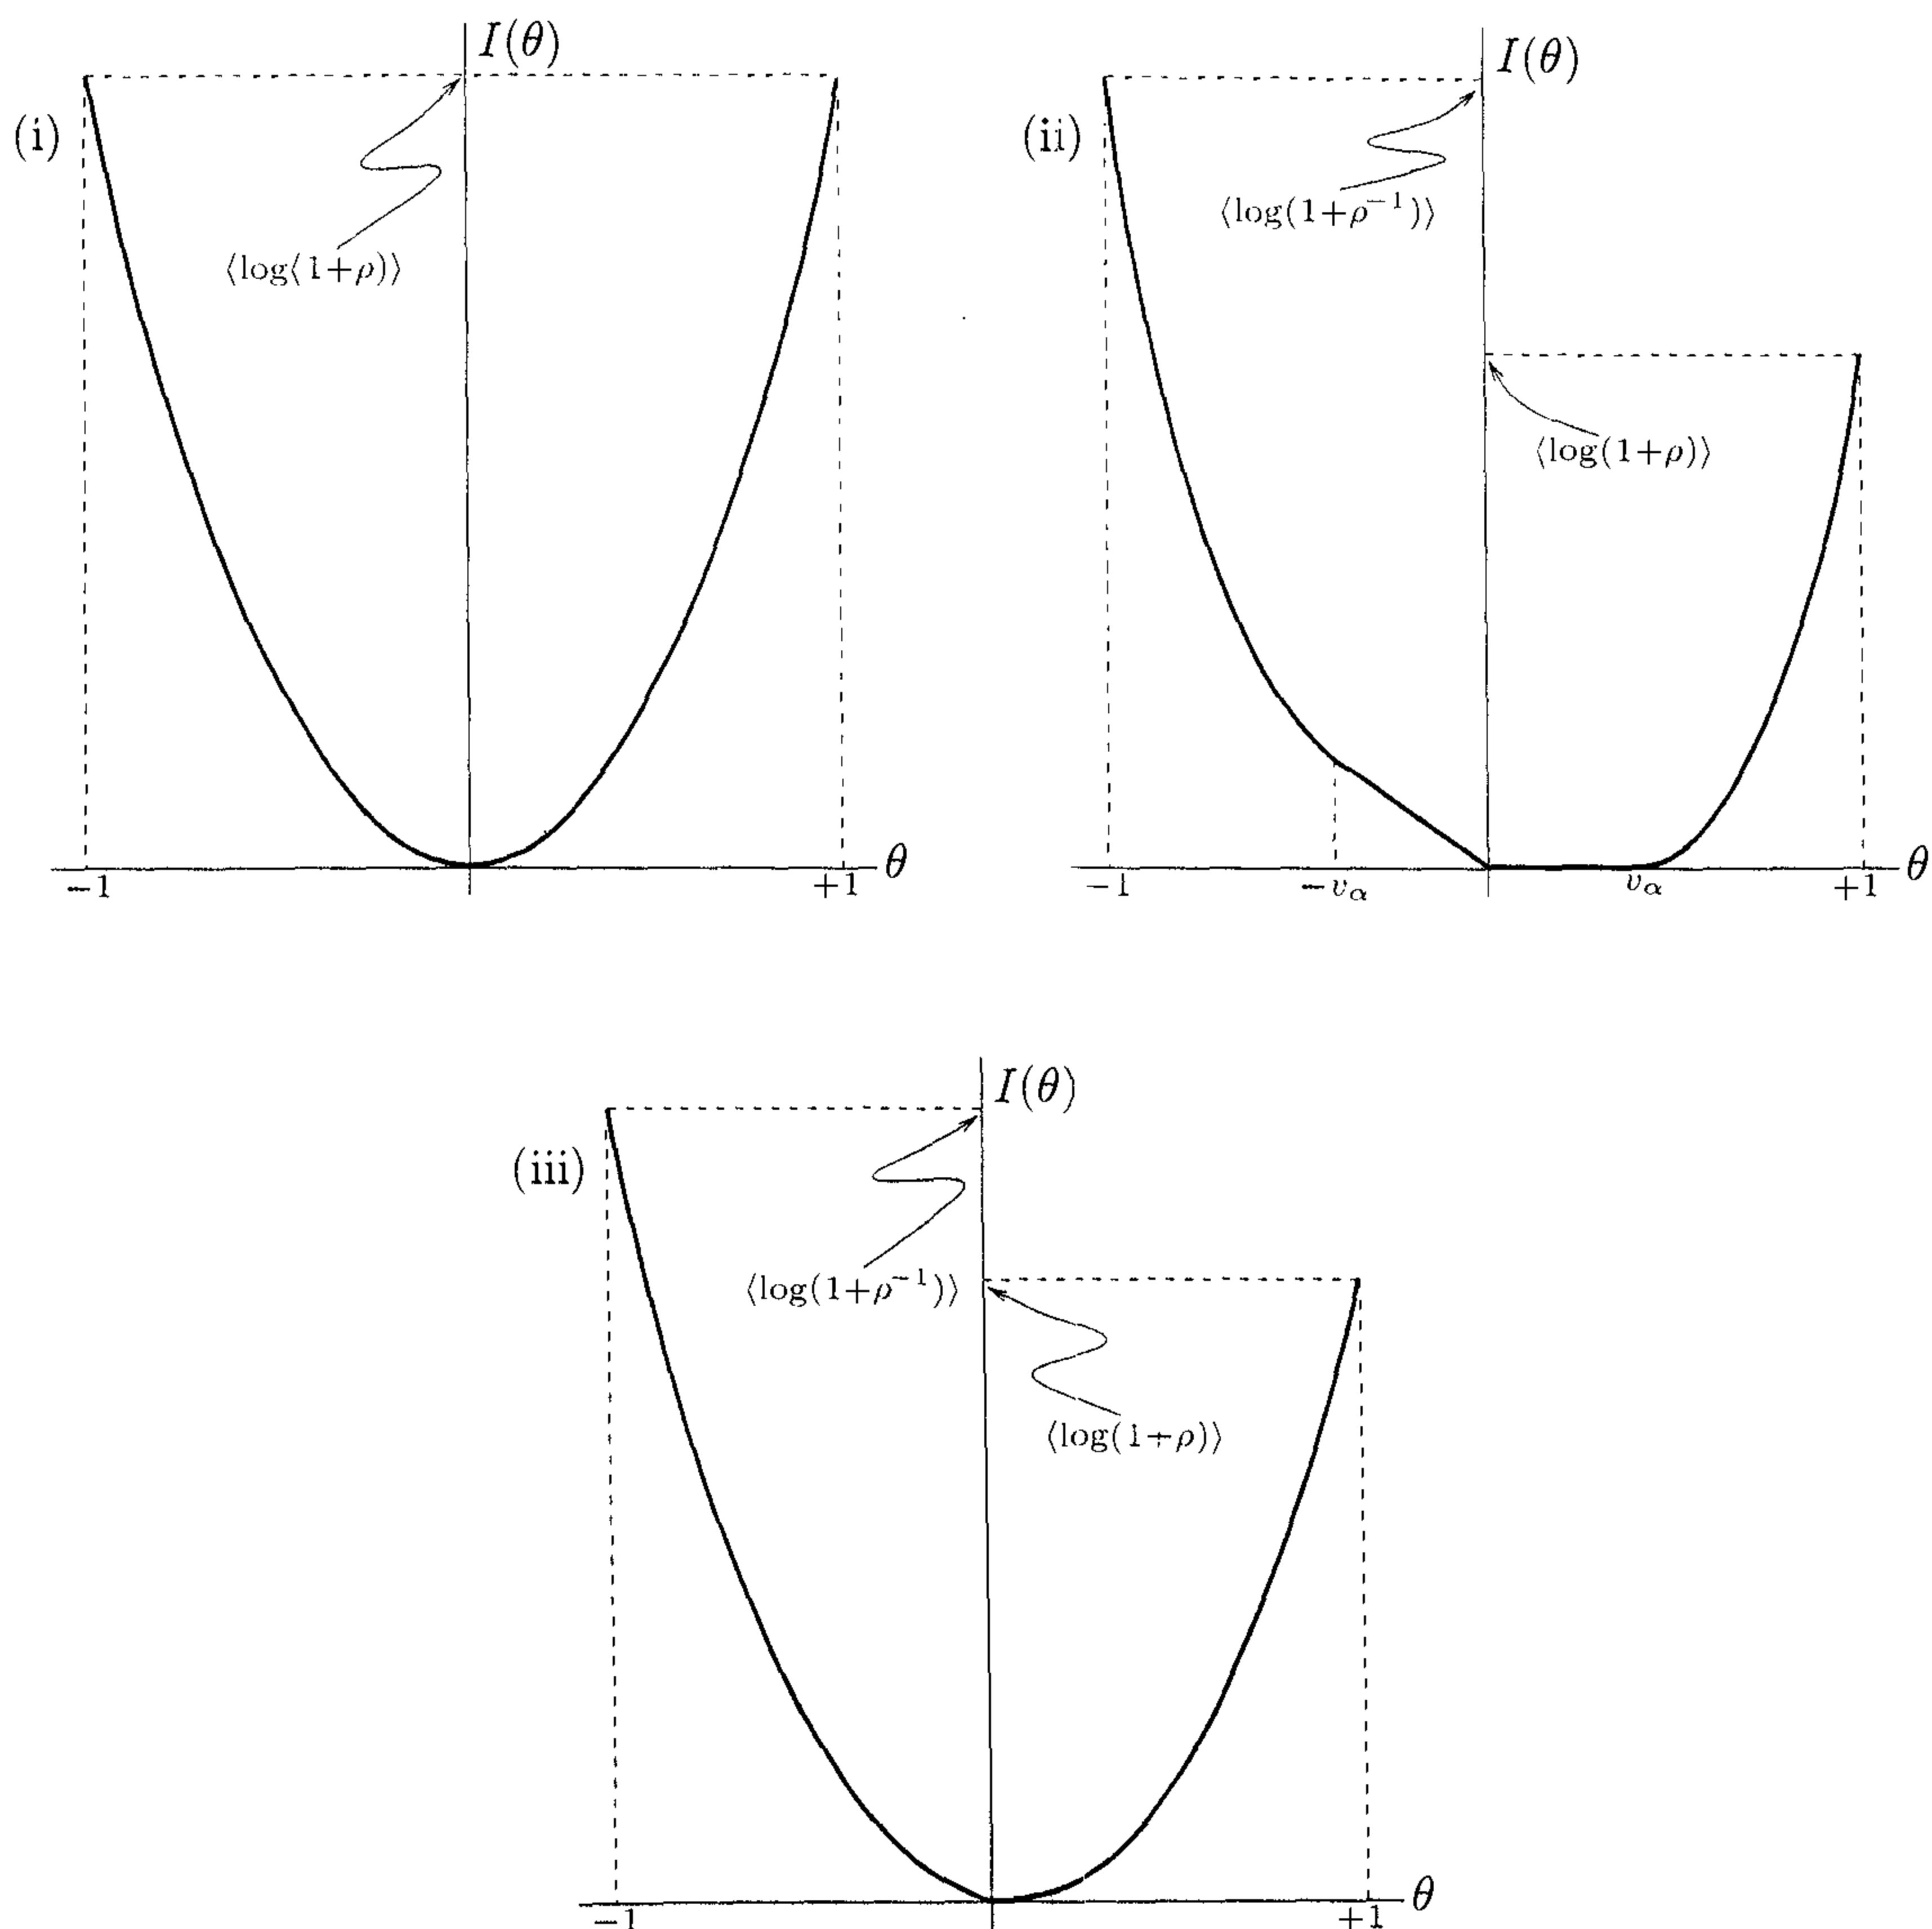 (i)
I(θ)
⟨log⟨1+ρ)⟩
−1
+1
θ
(ii)
I(θ)
⟨log(1+ρ⁻¹)⟩
⟨log(1+ρ)⟩
−1
−v_α
v_α
+1
θ
(iii)
I(θ)
⟨log(1+ρ⁻¹)⟩
⟨log(1+ρ)⟩
−1
+1
θ